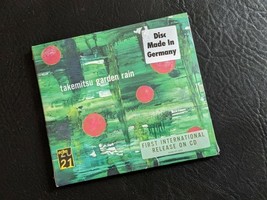 Disc
Made In
Germany
takemitsu garden rain
FIRST INTERNATIONAL
RELEASE ON CD
21